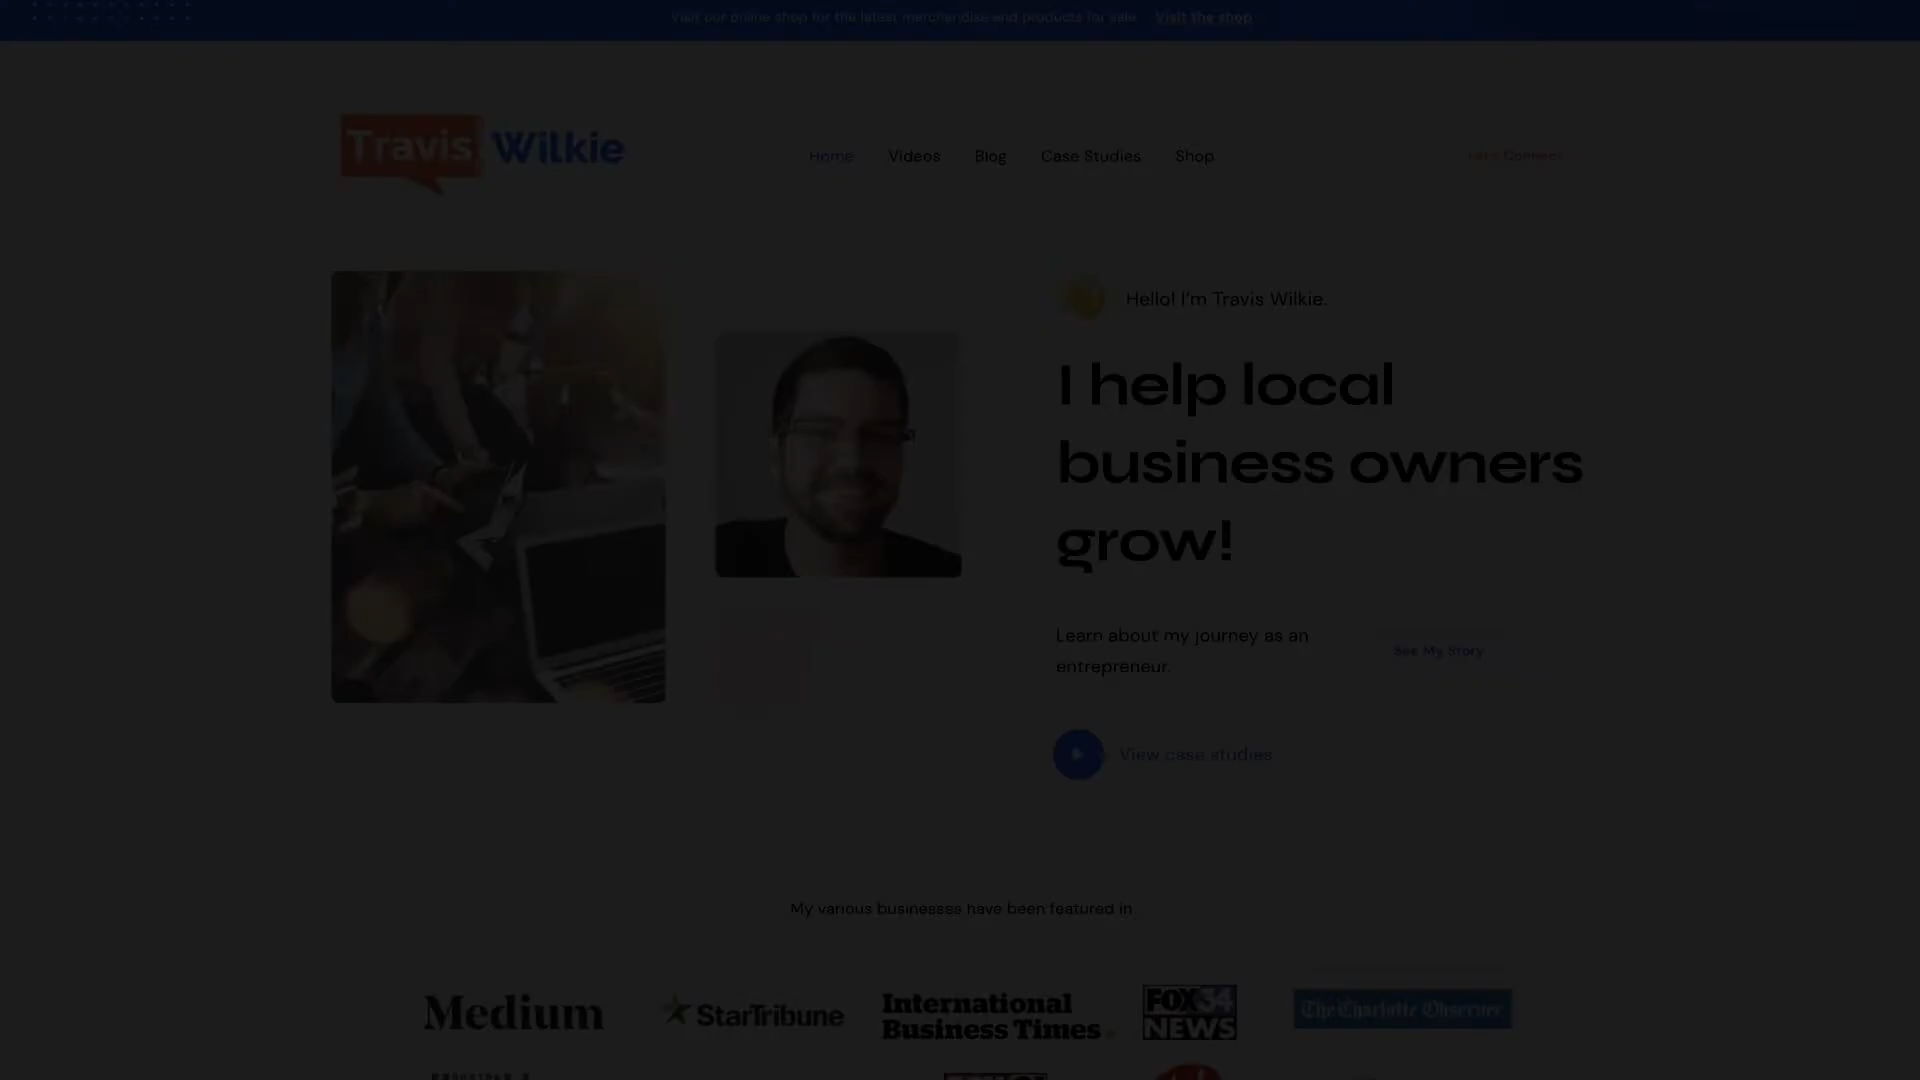 Visit our online shop for the latest merchandise and products for sale. Visit the shop
Travis Wilkie
Home Videos Blog Case Studies Shop Let's Connect
Hello! I'm Travis Wilkie.
I help local
business owners
grow!
Learn about my journey as an
entrepreneur.
See My Story
View case studies
My various businesses have been featured in
Medium
StarTribune
International
Business Times
FOX 34
NEWS
The Charlotte Observer